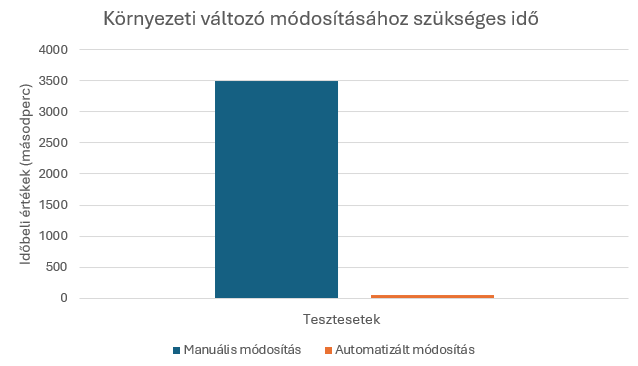 Környezeti változó módosításához szükséges idő
Időbeli értékek (másodperc)
4000
3500
3000
2500
2000
1500
1000
500
0
Tesztesetek
Manuális módosítás
Automatizált módosítás